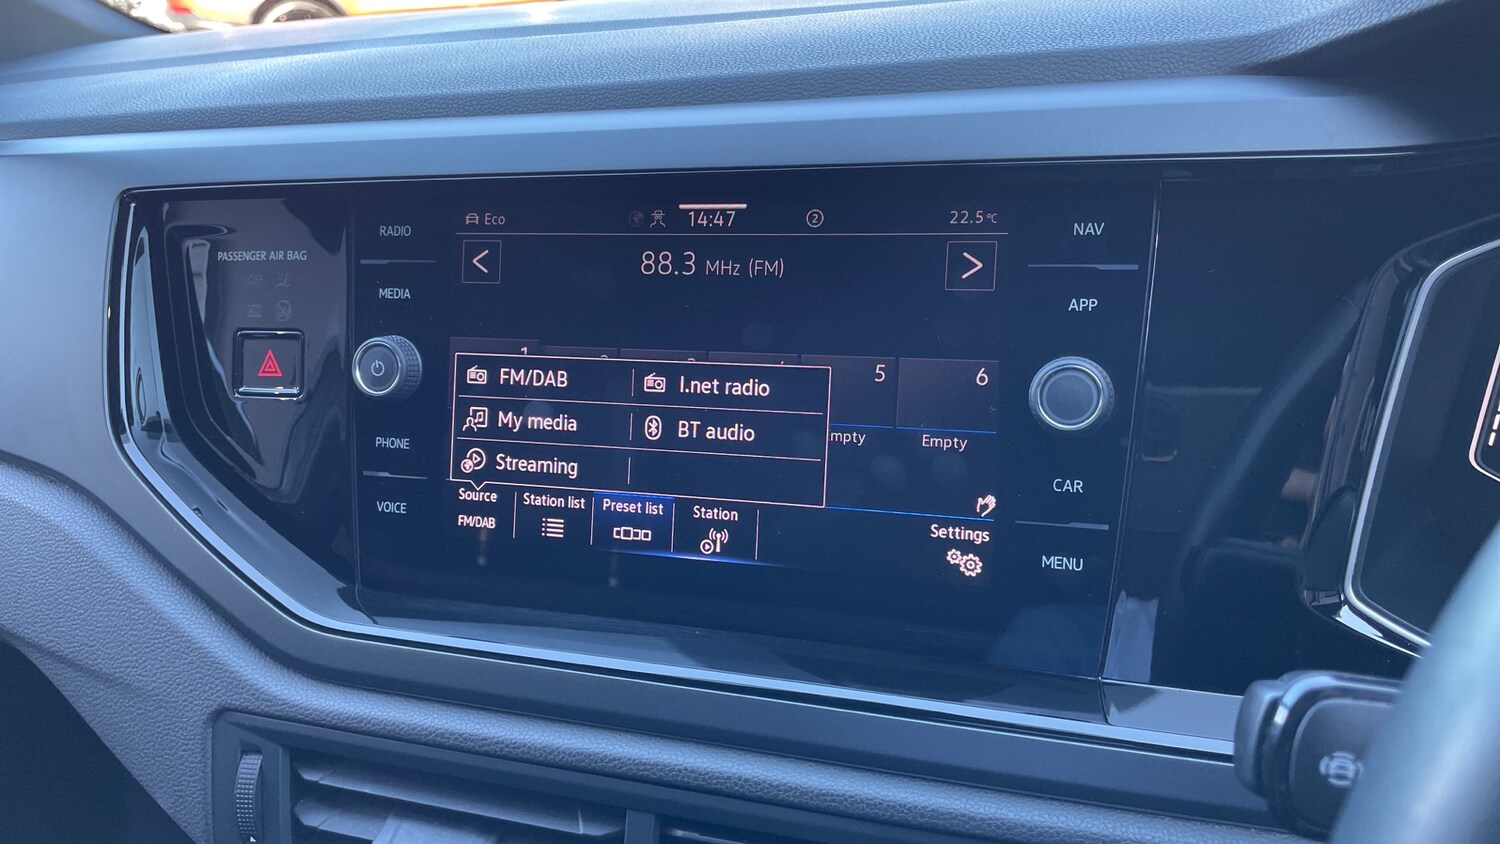 PASSENGER AIR BAG
OFF
RADIO
MEDIA
PHONE
VOICE
Eco
14:47
2
22.5°C
88.3 MHz (FM)
1
5
6
FM/DAB
I.net radio
My media
BT audio
Streaming
Empty
Source
FM/DAB
Station list
Preset list
Station
Settings
NAV
APP
CAR
MENU